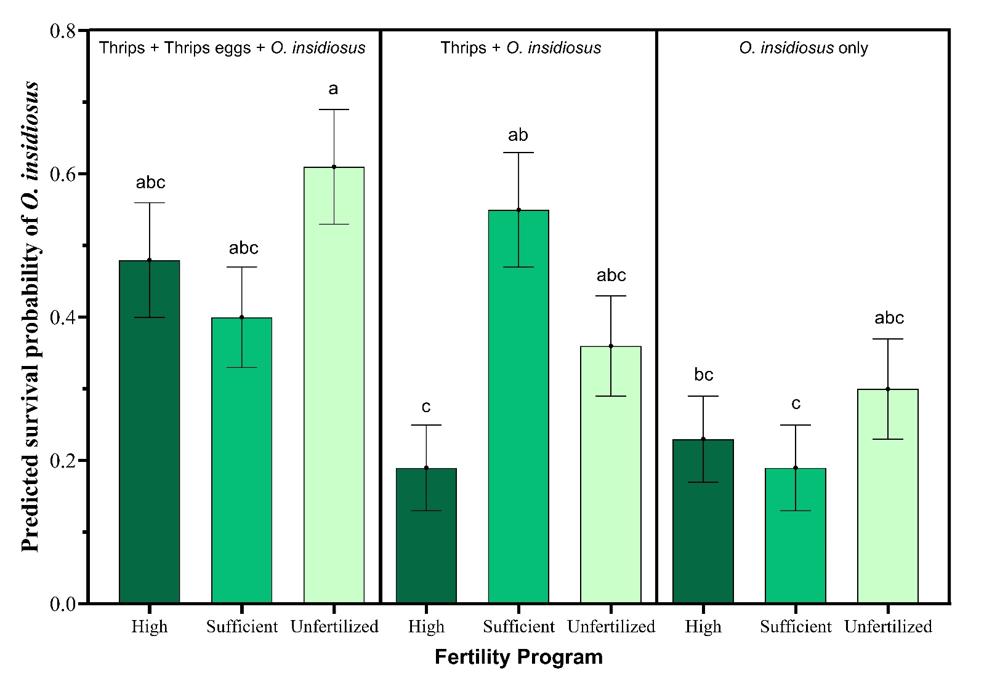 Predicted survival probability of O. insidiosus
0.8
0.6
0.4
0.2
0.0
Thrips + Thrips eggs + O. insidiosus
abc
abc
a
Thrips + O. insidiosus
c
ab
abc
O. insidiosus only
bc
c
abc
High Sufficient Unfertilized High Sufficient Unfertilized High Sufficient Unfertilized
Fertility Program